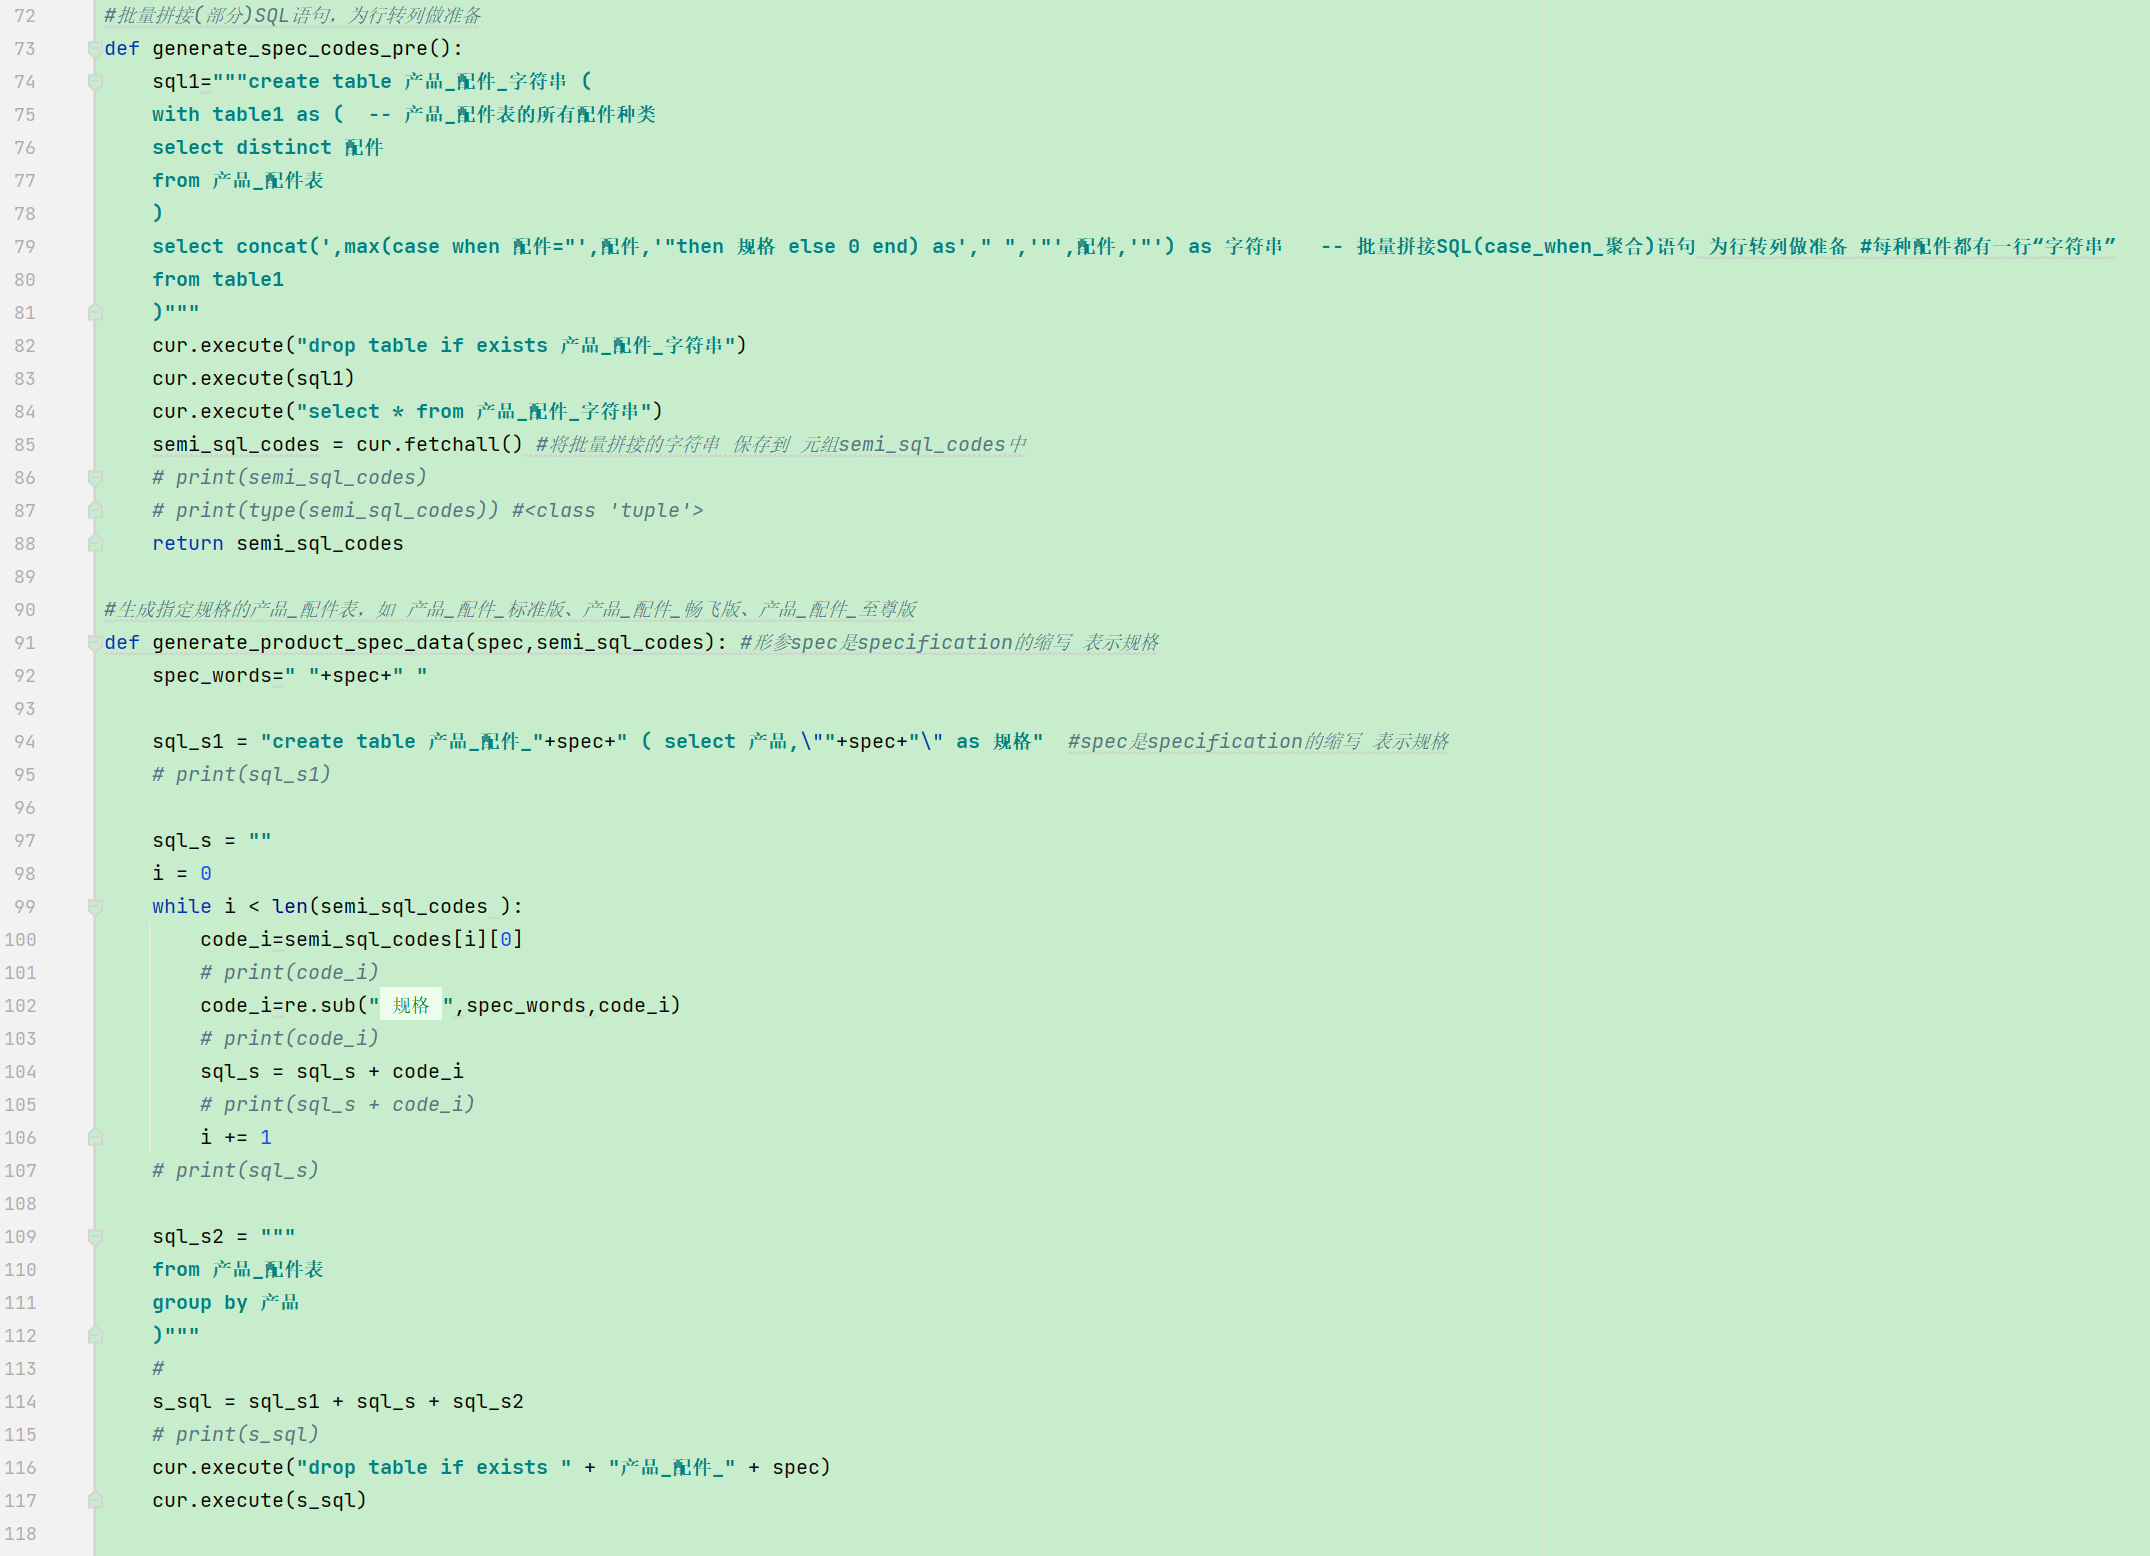 72 #批量拼接(部分)SQL语句，为行转列做准备
73 def generate_spec_codes_pre():
74     sql1="""create table 产品_配件_字符串 (
75     with table1 as (  -- 产品_配件表的所有配件种类
76     select distinct 配件
77     from 产品_配件表
78     )
79     select concat(',max(case when 配件="',配件,'"then 规格 else 0 end) as'," ",'"',配件,'"') as 字符串   -- 批量拼接SQL(case_when_聚合)语句 为行转列做准备 #每种配件都有一行“字符串”
80     from table1
81     )"""
82     cur.execute("drop table if exists 产品_配件_字符串")
83     cur.execute(sql1)
84     cur.execute("select * from 产品_配件_字符串")
85     semi_sql_codes = cur.fetchall() #将批量拼接的字符串 保存到 元组semi_sql_codes中
86     # print(semi_sql_codes)
87     # print(type(semi_sql_codes)) #<class 'tuple'>
88     return semi_sql_codes
89
90 #生成指定规格的产品_配件表，如 产品_配件_标准版、产品_配件_畅飞版、产品_配件_至尊版
91 def generate_product_spec_data(spec,semi_sql_codes): #形参spec是specification的缩写 表示规格
92     spec_words=" "+spec+" "
93
94     sql_s1 = "create table 产品_配件_"+spec+" ( select 产品,\""+spec+"\" as 规格"  #spec是specification的缩写 表示规格
95     # print(sql_s1)
96
97     sql_s = ""
98     i = 0
99     while i < len(semi_sql_codes ):
100         code_i=semi_sql_codes[i][0]
101         # print(code_i)
102         code_i=re.sub(" 规格 ",spec_words,code_i)
103         # print(code_i)
104         sql_s = sql_s + code_i
105         # print(sql_s + code_i)
106         i += 1
107     # print(sql_s)
108
109     sql_s2 = """
110     from 产品_配件表
111     group by 产品
112     )"""
113     #
114     s_sql = sql_s1 + sql_s + sql_s2
115     # print(s_sql)
116     cur.execute("drop table if exists " + "产品_配件_" + spec)
117     cur.execute(s_sql)
118